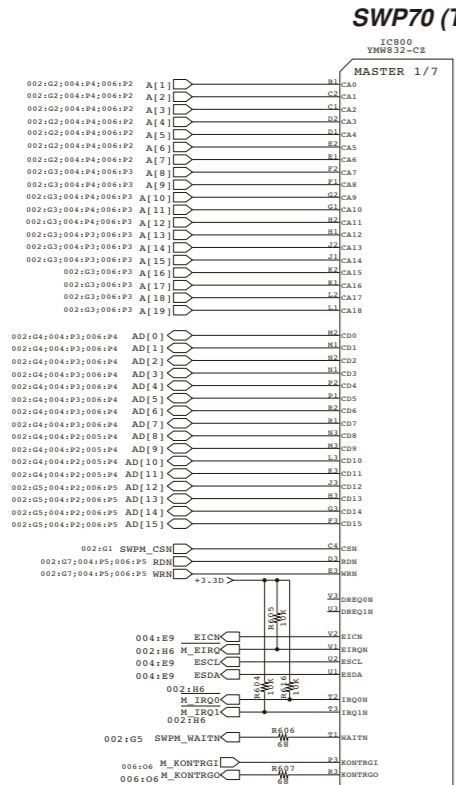 SWP70 (T
IC800
YMW832-CZ
MASTER 1/7
002:G2;004:P4;006:P2 A[1] B1 CA0
002:G2;004:P4;006:P2 A[2] C2 CA1
002:G2;004:P4;006:P2 A[3] C1 CA2
002:G2;004:P4;006:P2 A[4] D2 CA3
002:G2;004:P4;006:P2 A[5] D1 CA4
002:G2;004:P4;006:P2 A[6] E2 CA5
002:G2;004:P4;006:P2 A[7] E1 CA6
002:G3;004:P4;006:P3 A[8] F2 CA7
002:G3;004:P4;006:P3 A[9] F1 CA8
002:G3;004:P4;006:P3 A[10] G2 CA9
002:G3;004:P4;006:P3 A[11] G1 CA10
002:G3;004:P4;006:P3 A[12] H2 CA11
002:G3;004:P3;006:P3 A[13] H1 CA12
002:G3;004:P3;006:P3 A[14] J2 CA13
002:G3;004:P3;006:P3 A[15] J1 CA14
002:G3;006:P3 A[16] K2 CA15
002:G3;006:P3 A[17] K1 CA16
002:G3;006:P3 A[18] L2 CA17
002:G3;006:P3 A[19] L1 CA18
002:G4;004:P3;006:P4 AD[0] M2 CD0
002:G4;004:P3;006:P4 AD[1] M1 CD1
002:G4;004:P3;006:P4 AD[2] N2 CD2
002:G4;004:P3;006:P4 AD[3] N1 CD3
002:G4;004:P3;006:P4 AD[4] P2 CD4
002:G4;004:P3;006:P4 AD[5] P1 CD5
002:G4;004:P3;006:P4 AD[6] R2 CD6
002:G4;004:P3;006:P4 AD[7] R1 CD7
002:G4;004:P2;005:P4 AD[8] N3 CD8
002:G4;004:P2;005:P4 AD[9] M3 CD9
002:G4;004:P2;005:P4 AD[10] L3 CD10
002:G4;004:P2;005:P4 AD[11] K3 CD11
002:G5;004:P2;006:P5 AD[12] J3 CD12
002:G5;004:P2;006:P5 AD[13] H3 CD13
002:G5;004:P2;006:P5 AD[14] G3 CD14
002:G5;004:P2;006:P5 AD[15] F3 CD15
002:G1 SWPM_CSN C4 CSN
002:G7;004:P5;006:P5 RDN D3 RDN
002:G7;004:P5;006:P5 WRN E3 WRN
+3.3D
V3 DREQ0N
U3 DREQ1N
R605
10K
004:E9 EICN V2 EICN
002:H6 M_EIRQ V1 EIRQN
004:E9 ESCL U2 ESCL
004:E9 ESDA U1 ESDA
R604
10K
R616
10K
002:H6
M_IRQ0 T2 IRQ0N
M_IRQ1 T3 IRQ1N
002:H6
R606
002:G5 SWPM_WAITN T1 WAITN
68
006:O6 M_KONTRGI P3 KONTRGI
R607
006:O6 M_KONTRGO R3 KONTRGO
68